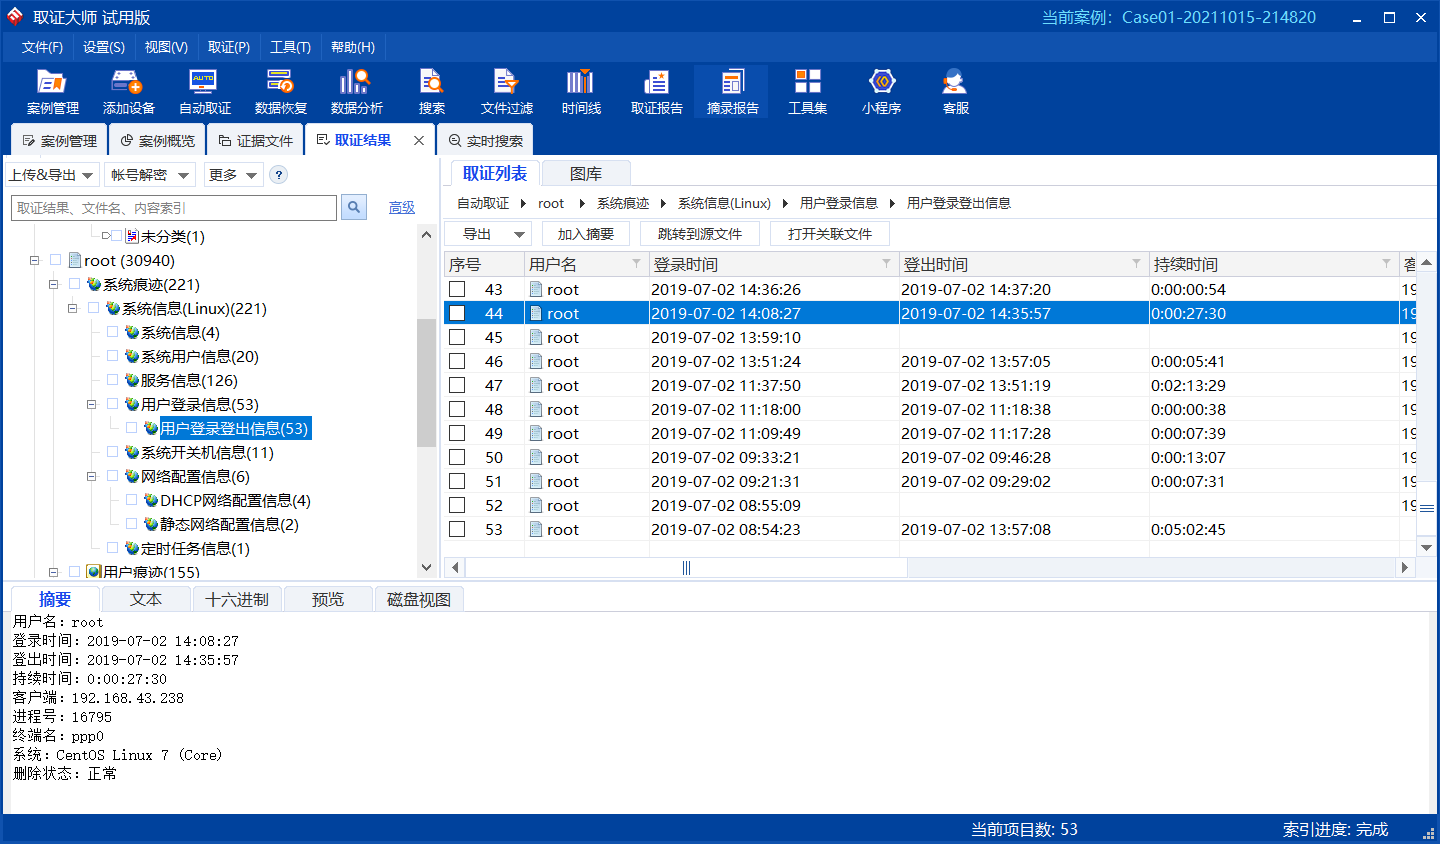 取证大师 试用版
当前案例：Case01-20211015-214820
文件(F) 设置(S) 视图(V) 取证(P) 工具(T) 帮助(H)
AUTO
案例管理 添加设备 自动取证 数据恢复 数据分析 搜索 文件过滤 时间线 取证报告 摘录报告 工具集 小程序 客服
案例管理 案例概览 证据文件 取证结果 实时搜索
上传&导出 帐号解密 更多 ?
取证结果、文件名、内容索引 高级
未分类(1)
root (30940)
系统痕迹(221)
系统信息(Linux)(221)
系统信息(4)
系统用户信息(20)
服务信息(126)
用户登录信息(53)
用户登录登出信息(53)
系统开关机信息(11)
网络配置信息(6)
DHCP网络配置信息(4)
静态网络配置信息(2)
定时任务信息(1)
用户痕迹(155)
取证列表 图库
自动取证 root 系统痕迹 系统信息(Linux) 用户登录信息 用户登录登出信息
导出 加入摘要 跳转到源文件 打开关联文件
序号 用户名 登录时间 登出时间 持续时间 客
43 root 2019-07-02 14:36:26 2019-07-02 14:37:20 0:00:00:54 19
44 root 2019-07-02 14:08:27 2019-07-02 14:35:57 0:00:27:30 19
45 root 2019-07-02 13:59:10 19
46 root 2019-07-02 13:51:24 2019-07-02 13:57:05 0:00:05:41 19
47 root 2019-07-02 11:37:50 2019-07-02 13:51:19 0:02:13:29 19
48 root 2019-07-02 11:18:00 2019-07-02 11:18:38 0:00:00:38 19
49 root 2019-07-02 11:09:49 2019-07-02 11:17:28 0:00:07:39 19
50 root 2019-07-02 09:33:21 2019-07-02 09:46:28 0:00:13:07 19
51 root 2019-07-02 09:21:31 2019-07-02 09:29:02 0:00:07:31 19
52 root 2019-07-02 08:55:09 19
53 root 2019-07-02 08:54:23 2019-07-02 13:57:08 0:05:02:45
摘要 文本 十六进制 预览 磁盘视图
用户名：root
登录时间：2019-07-02 14:08:27
登出时间：2019-07-02 14:35:57
持续时间：0:00:27:30
客户端：192.168.43.238
进程号：16795
终端名：ppp0
系统：CentOS Linux 7 (Core)
删除状态：正常
当前项目数: 53 索引进度: 完成